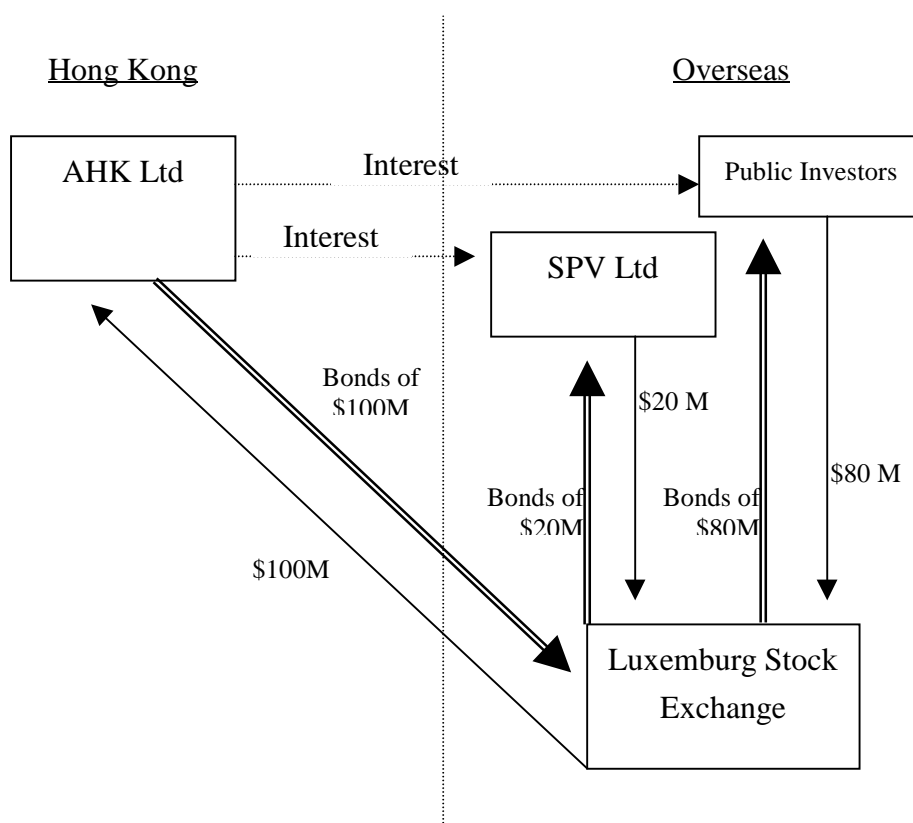 Hong Kong
Overseas
AHK Ltd
Interest
Public Investors
Interest
SPV Ltd
Bonds of
$100M
$20 M
$80 M
Bonds of
$20M
Bonds of
$80M
$100M
Luxemburg Stock
Exchange